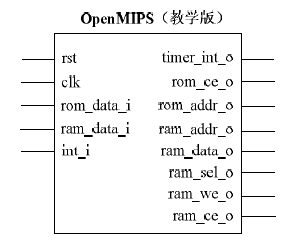 OpenMIPS（教学版）
rst
timer_int_o
clk
rom_ce_o
rom_data_i
rom_addr_o
ram_data_i
ram_addr_o
int_i
ram_data_o
ram_sel_o
ram_we_o
ram_ce_o